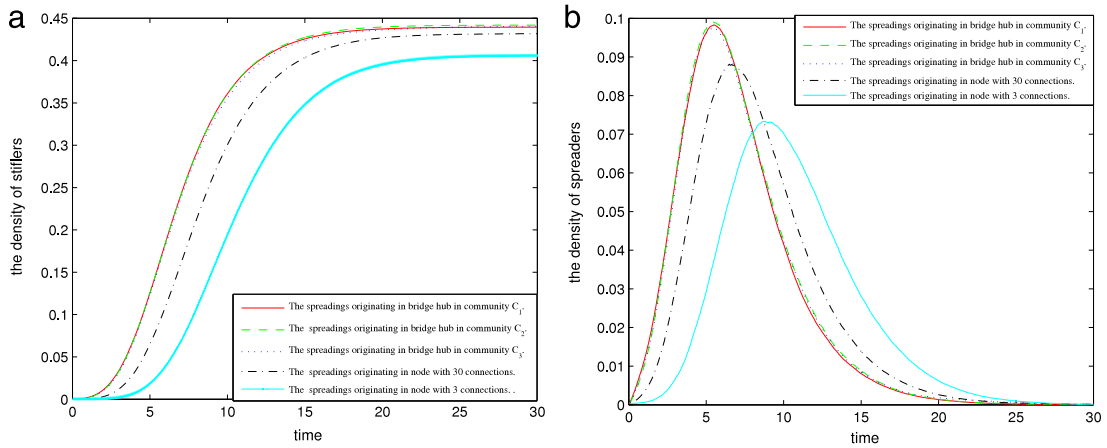 a
0.45
0.4
0.35
0.3
0.25
0.2
0.15
0.1
0.05
0
0
5
10
15
20
25
30
time
the density of stiflers
The spreadings originating in bridge hub in community C1.
The spreadings originating in bridge hub in community C2.
The spreadings originating in bridge hub in community C3.
The spreadings originating in node with 30 connections.
The spreadings originating in node with 3 connections. .
b
0.1
0.09
0.08
0.07
0.06
0.05
0.04
0.03
0.02
0.01
0
0
5
10
15
20
25
30
time
the density of spreaders
The spreadings originating in bridge hub in community C1.
The spreadings originating in bridge hub in community C2.
The spreadings originating in bridge hub in community C3.
The spreadings originating in node with 30 connections.
The spreadings originating in node with 3 connections.